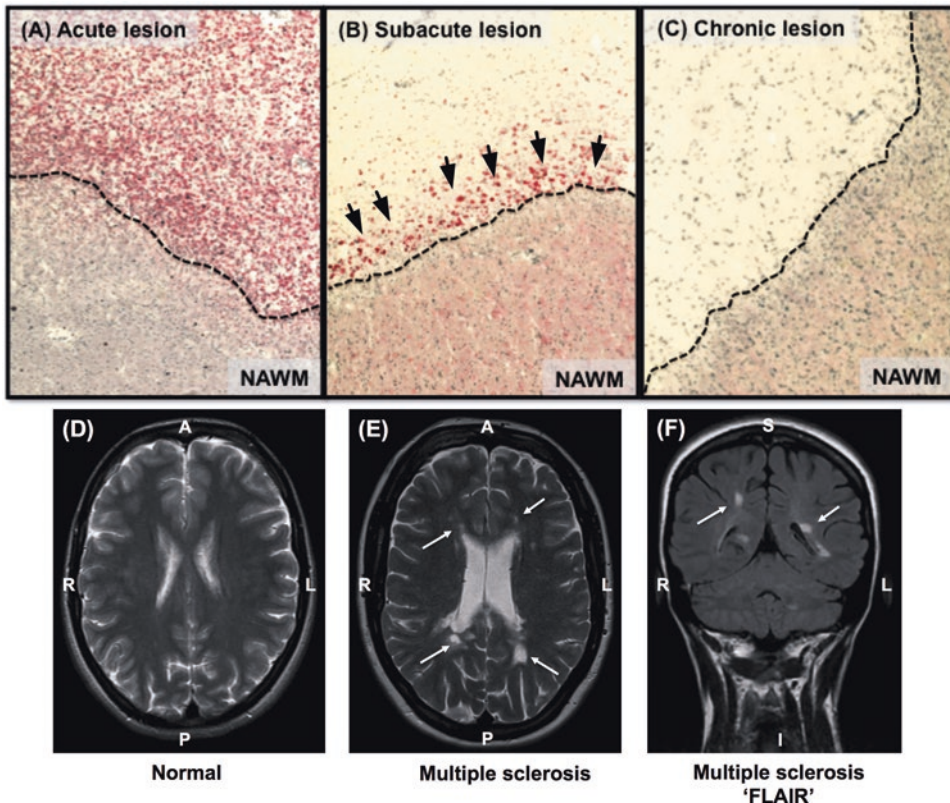 (A) Acute lesion
NAWM
(B) Subacute lesion
NAWM
(C) Chronic lesion
NAWM
(D)
A
R
L
P
Normal
(E)
A
R
L
P
Multiple sclerosis
(F)
S
R
L
I
Multiple sclerosis
'FLAIR'